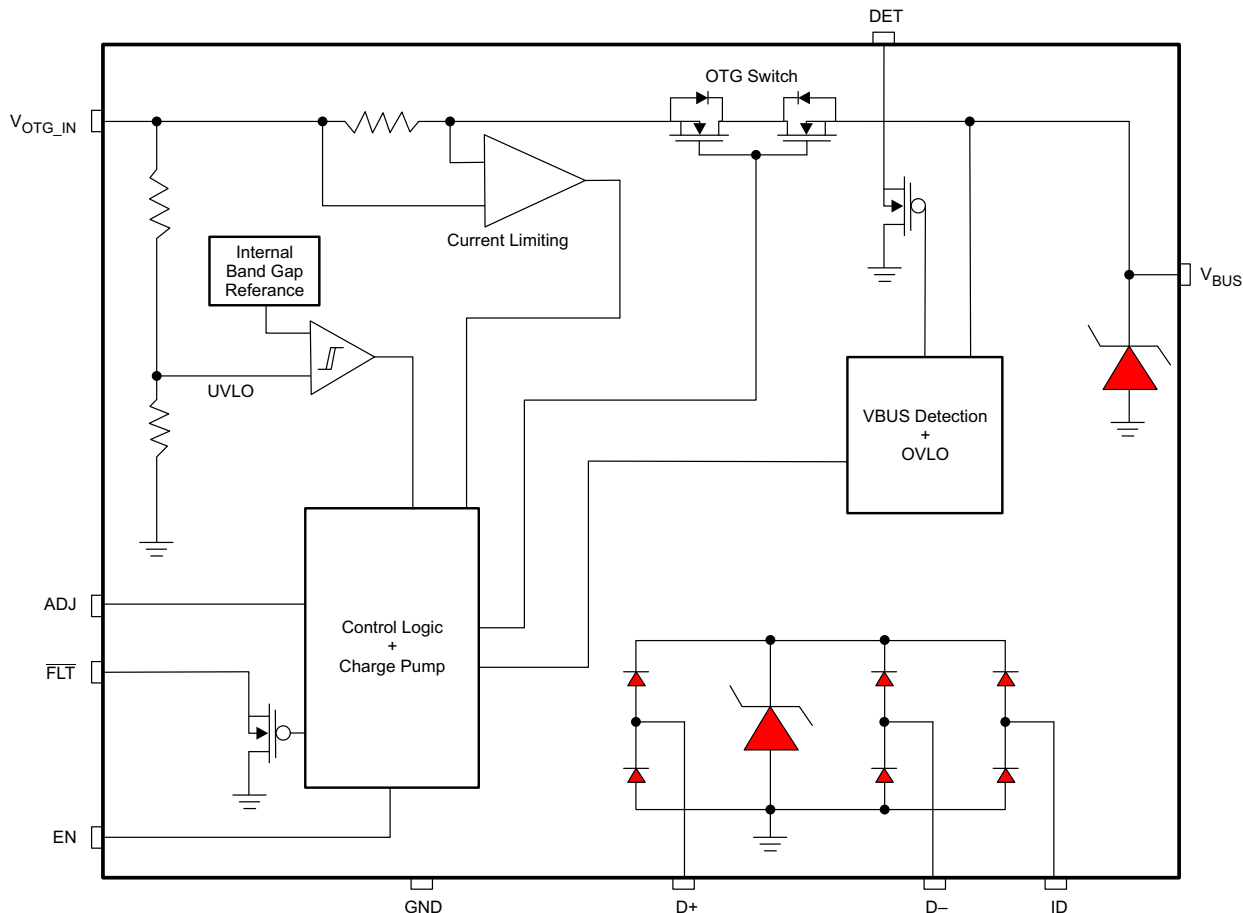 DET
OTG Switch
VOTG_IN
Current Limiting
Internal
Band Gap
Referance
VBUS
UVLO
VBUS Detection
+
OVLO
ADJ
Control Logic
+
Charge Pump
FLT
EN
GND
D+
D–
ID